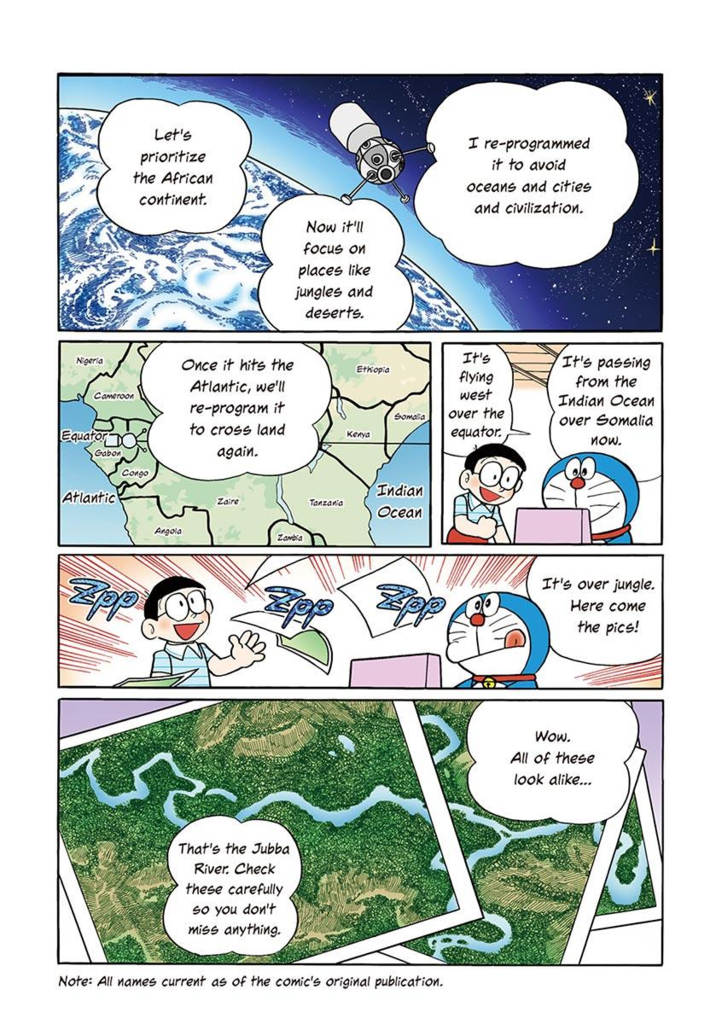 Let's
prioritize
the African
continent.
I re-programmed
it to avoid
oceans and cities
and civilization.
Now it'll
focus on
places like
jungles and
deserts.
Nigeria
Cameroon
Equator
Gabon
Congo
Atlantic
Zaire
Angola
Zambia
Tanzania
Kenya
Ethiopia
Somalia
Indian
Ocean
Once it hits the
Atlantic, we'll
re-program it
to cross land
again.
It's
flying
west
over the
equator.
It's passing
from the
Indian Ocean
over Somalia
now.
Zpp
Zpp
Zpp
It's over jungle.
Here come
the pics!
Wow.
All of these
look alike...
That's the Jubba
River. Check
these carefully
so you don't
miss anything.
Note: All names current as of the comic's original publication.